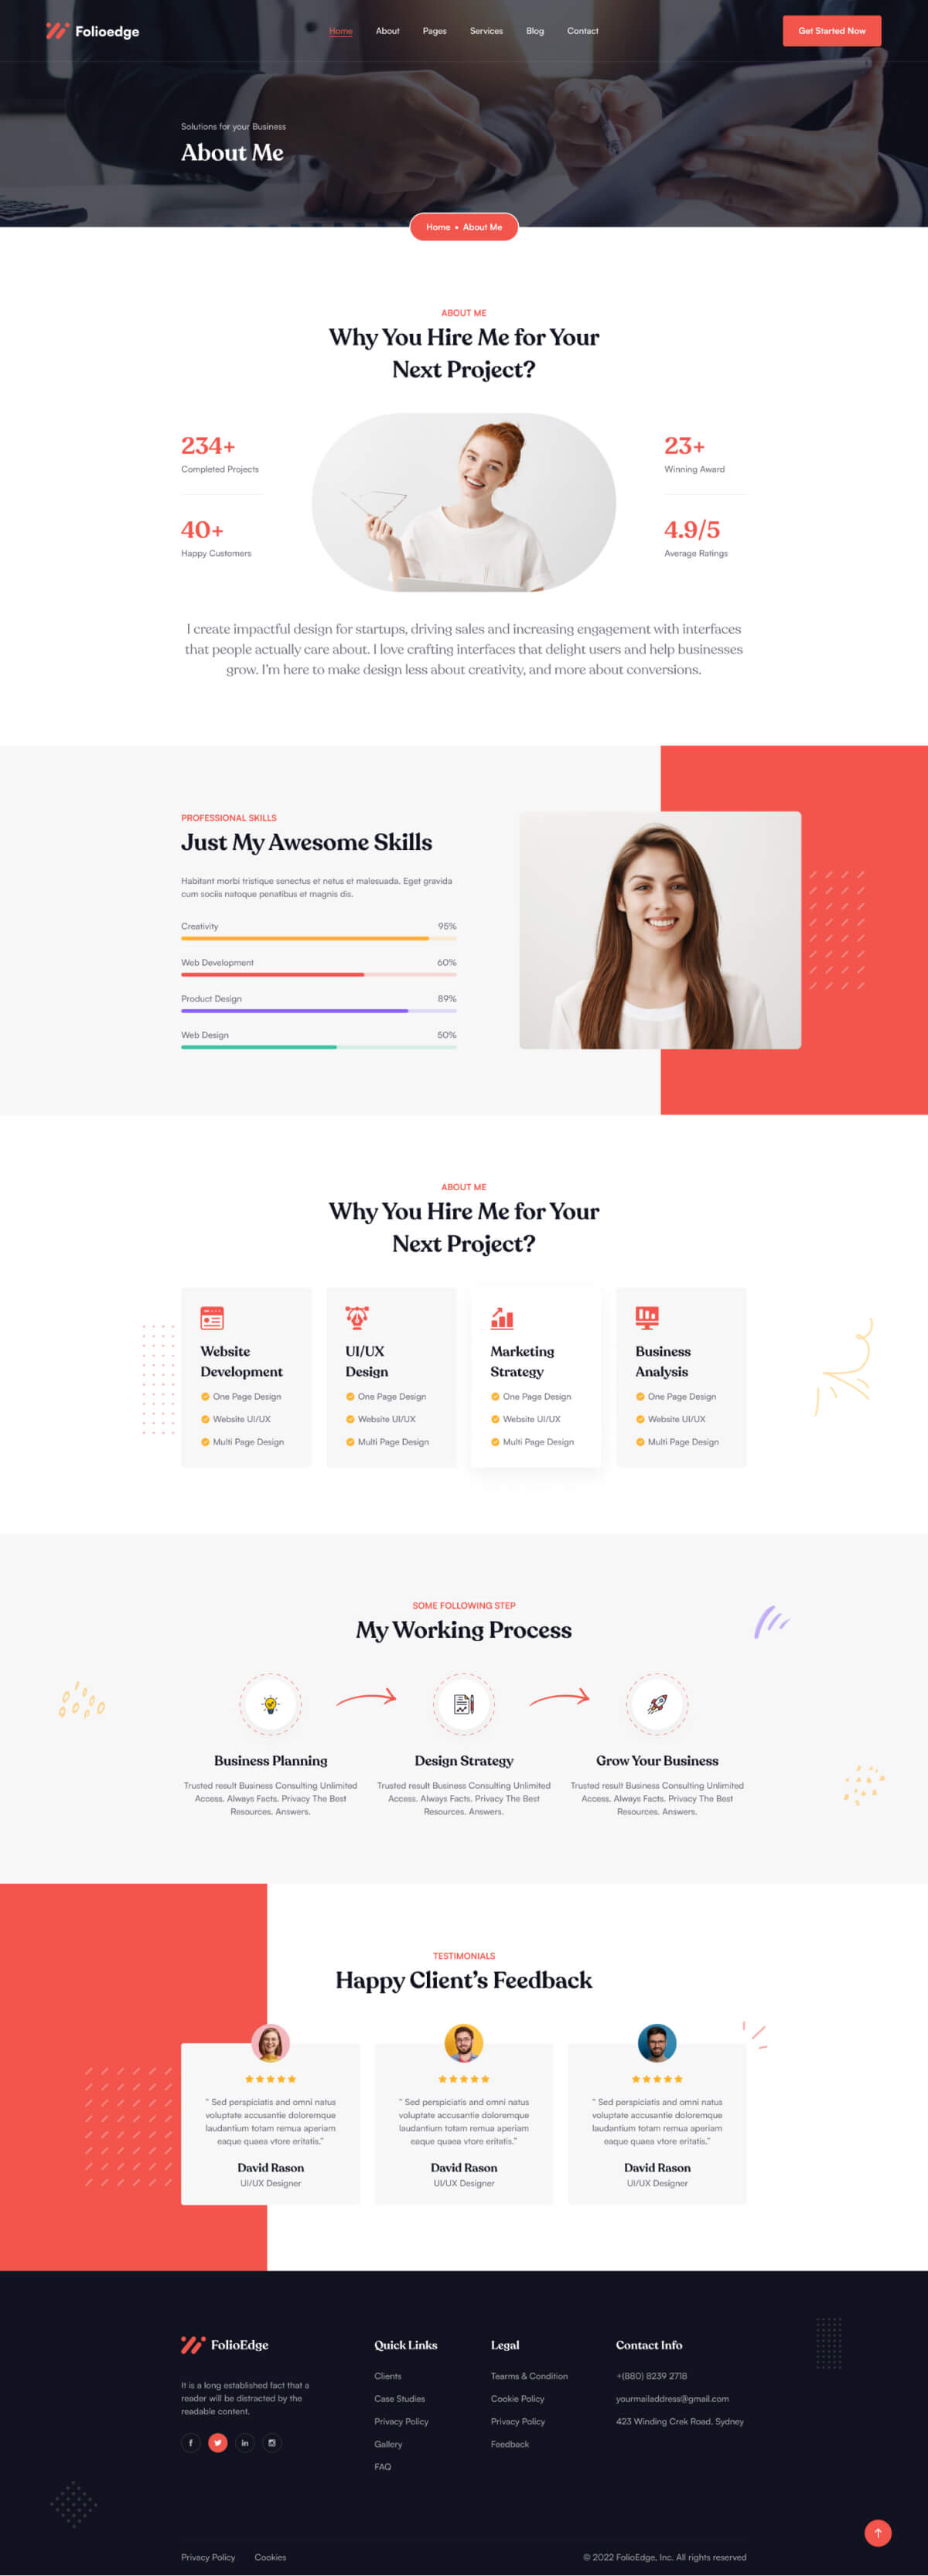 Folioedge
Home About Pages Services Blog Contact
Get Started Now
Solutions for your Business
About Me
Home • About Me
ABOUT ME
Why You Hire Me for Your
Next Project?
234+
Completed Projects
40+
Happy Customers
23+
Winning Award
4.9/5
Average Ratings
I create impactful design for startups, driving sales and increasing engagement with interfaces
that people actually care about. I love crafting interfaces that delight users and help businesses
grow. I'm here to make design less about creativity, and more about conversions.
PROFESSIONAL SKILLS
Just My Awesome Skills
Habitant morbi tristique senectus et netus et malesuada. Eget gravida
cum sociis natoque penatibus et magnis dis.
Creativity 95%
Web Development 60%
Product Design 89%
Web Design 50%
ABOUT ME
Why You Hire Me for Your
Next Project?
Website
Development
One Page Design
Website UI/UX
Multi Page Design
UI/UX
Design
One Page Design
Website UI/UX
Multi Page Design
Marketing
Strategy
One Page Design
Website UI/UX
Multi Page Design
Business
Analysis
One Page Design
Website UI/UX
Multi Page Design
SOME FOLLOWING STEP
My Working Process
Business Planning
Trusted result Business Consulting Unlimited
Access. Always Facts. Privacy The Best
Resources. Answers.
Design Strategy
Trusted result Business Consulting Unlimited
Access. Always Facts. Privacy The Best
Resources. Answers.
Grow Your Business
Trusted result Business Consulting Unlimited
Access. Always Facts. Privacy The Best
Resources. Answers.
TESTIMONIALS
Happy Client's Feedback
" Sed perspiciatis and omni natus
voluptate accusantie doloremque
laudantium totam remua aperiam
eaque quaea vtore eritatis."
David Rason
UI/UX Designer
" Sed perspiciatis and omni natus
voluptate accusantie doloremque
laudantium totam remua aperiam
eaque quaea vtore eritatis."
David Rason
UI/UX Designer
" Sed perspiciatis and omni natus
voluptate accusantie doloremque
laudantium totam remua aperiam
eaque quaea vtore eritatis."
David Rason
UI/UX Designer
FolioEdge
It is a long established fact that a
reader will be distracted by the
readable content.
Quick Links
Clients
Case Studies
Privacy Policy
Gallery
FAQ
Legal
Tearms & Condition
Cookie Policy
Privacy Policy
Feedback
Contact Info
+(880) 8239 2718
yourmailaddress@gmail.com
423 Winding Crek Road, Sydney
Privacy Policy Cookies
© 2022 FolioEdge, Inc. All rights reserved